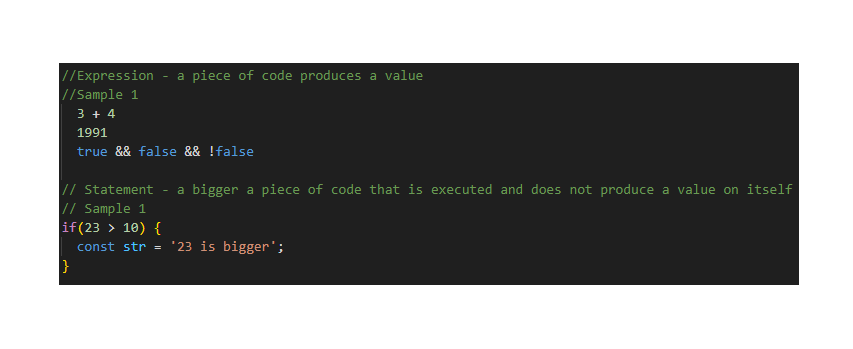 //Expression - a piece of code produces a value
//Sample 1
3 + 4
1991
true && false && !false
// Statement - a bigger a piece of code that is executed and does not produce a value on itself
// Sample 1
if(23 > 10) {
const str = '23 is bigger';
}